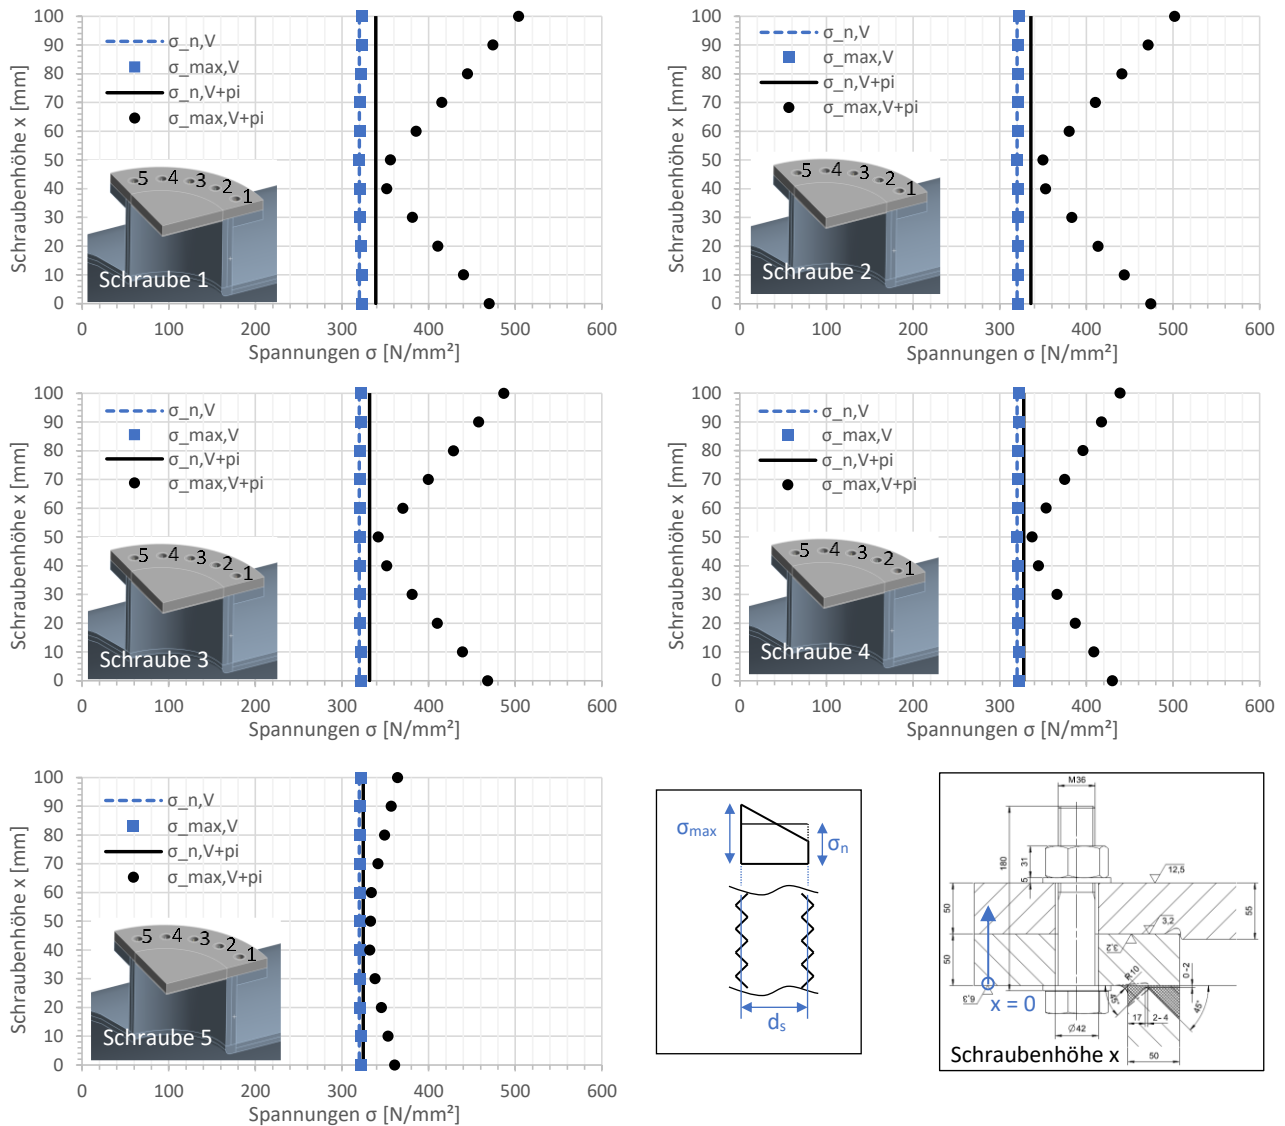 Schraubenhöhe x [mm]
100
90
80
70
60
50
40
30
20
10
0
σ_n,V
σ_max,V
σ_n,V+pi
σ_max,V+pi
5 4 3 2 1
Schraube 1
0 100 200 300 400 500 600
Spannungen σ [N/mm²]
Schraubenhöhe x [mm]
100
90
80
70
60
50
40
30
20
10
0
σ_n,V
σ_max,V
σ_n,V+pi
σ_max,V+pi
5 4 3 2 1
Schraube 2
0 100 200 300 400 500 600
Spannungen σ [N/mm²]
Schraubenhöhe x [mm]
100
90
80
70
60
50
40
30
20
10
0
σ_n,V
σ_max,V
σ_n,V+pi
σ_max,V+pi
5 4 3 2 1
Schraube 3
0 100 200 300 400 500 600
Spannungen σ [N/mm²]
Schraubenhöhe x [mm]
100
90
80
70
60
50
40
30
20
10
0
σ_n,V
σ_max,V
σ_n,V+pi
σ_max,V+pi
5 4 3 2 1
Schraube 4
0 100 200 300 400 500 600
Spannungen σ [N/mm²]
Schraubenhöhe x [mm]
100
90
80
70
60
50
40
30
20
10
0
σ_n,V
σ_max,V
σ_n,V+pi
σ_max,V+pi
5 4 3 2 1
Schraube 5
0 100 200 300 400 500 600
Spannungen σ [N/mm²]
σmax
σn
ds
M36
180
31
5
12,5
50
55
3,2
3,2
50
R10
0-2
6,3
x = 0
45°
45°
17
2-4
Ø42
50
Schraubenhöhe x